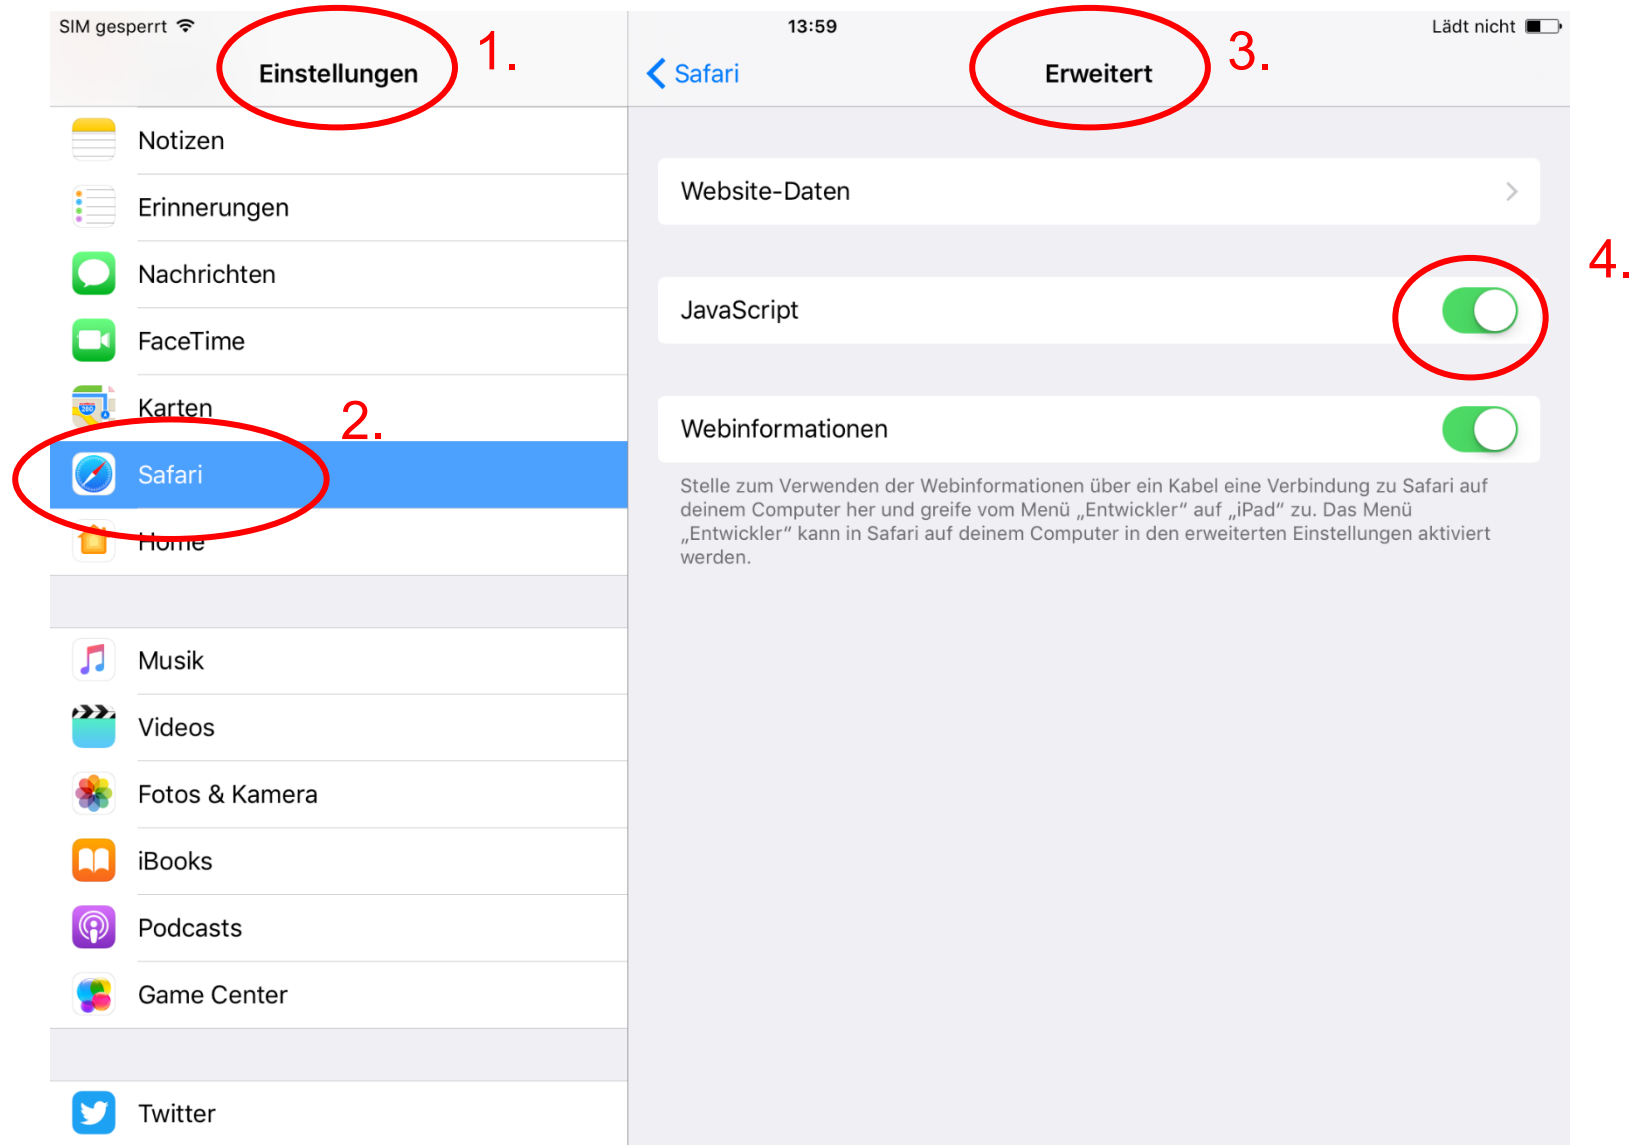 SIM gesperrt
13:59
Lädt nicht
Einstellungen
1.
Safari
Erweitert
3.
Notizen
Erinnerungen
Nachrichten
FaceTime
Karten
2.
Safari
Home
Musik
Videos
Fotos & Kamera
iBooks
Podcasts
Game Center
Twitter
Website-Daten
4.
JavaScript
Webinformationen
Stelle zum Verwenden der Webinformationen über ein Kabel eine Verbindung zu Safari auf
deinem Computer her und greife vom Menü „Entwickler“ auf „iPad“ zu. Das Menü
„Entwickler“ kann in Safari auf deinem Computer in den erweiterten Einstellungen aktiviert
werden.